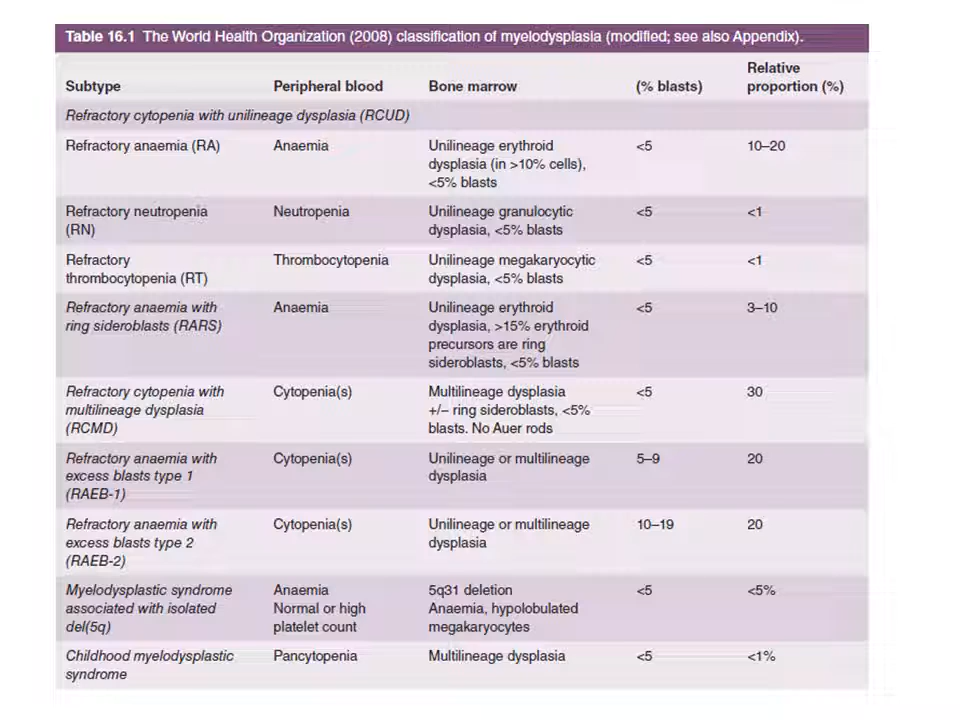 Table 16.1 The World Health Organization (2008) classification of myelodysplasia (modified; see also Appendix).
Subtype Peripheral blood Bone marrow (% blasts) Relative proportion (%)
Refractory cytopenia with unilineage dysplasia (RCUD)
Refractory anaemia (RA) Anaemia Unilineage erythroid <5 10–20
dysplasia (in >10% cells),
<5% blasts
Refractory neutropenia Neutropenia Unilineage granulocytic <5 <1
(RN) dysplasia, <5% blasts
Refractory Thrombocytopenia Unilineage megakaryocytic <5 <1
thrombocytopenia (RT) dysplasia, <5% blasts
Refractory anaemia with Anaemia Unilineage erythroid <5 3–10
ring sideroblasts (RARS) dysplasia, >15% erythroid
precursors are ring
sideroblasts, <5% blasts
Refractory cytopenia with Cytopenia(s) Multilineage dysplasia <5 30
multilineage dysplasia +/− ring sideroblasts, <5%
(RCMD) blasts. No Auer rods
Refractory anaemia with Cytopenia(s) Unilineage or multilineage 5–9 20
excess blasts type 1 dysplasia
(RAEB-1)
Refractory anaemia with Cytopenia(s) Unilineage or multilineage 10–19 20
excess blasts type 2 dysplasia
(RAEB-2)
Myelodysplastic syndrome Anaemia 5q31 deletion <5 <5%
associated with isolated Normal or high Anaemia, hypolobulated
del(5q) platelet count megakaryocytes
Childhood myelodysplastic Pancytopenia Multilineage dysplasia <5 <1%
syndrome